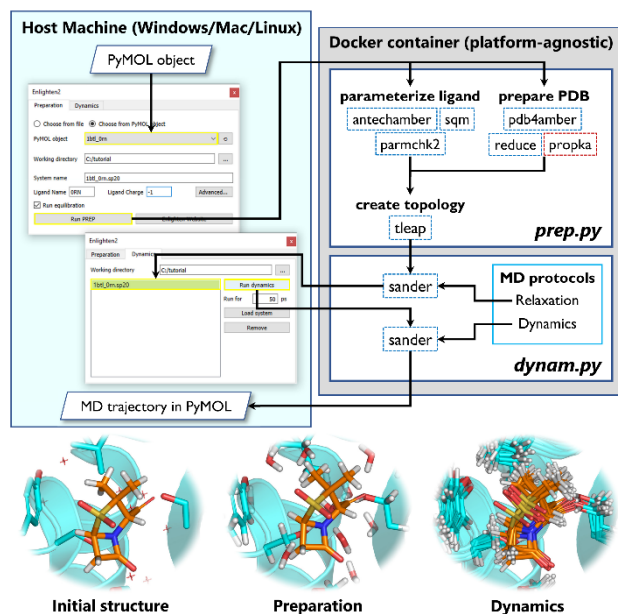 Host Machine (Windows/Mac/Linux)
PyMOL object
Enlighten2
x
Preparation
Dynamics
Choose from file
Choose from PyMOL object
PyMOL object
1btl_0rn
Working directory
C:/tutorial
...
System name
1btl_0rn.sp20
Ligand Name
0RN
Ligand Charge
-1
Advanced...
Run equilibration
Run PREP
Enlighten Website
Enlighten2
x
Preparation
Dynamics
Working directory
C:/tutorial
...
1btl_0rn.sp20
Run dynamics
Run for
50
ps
Load system
Remove
MD trajectory in PyMOL
Docker container (platform-agnostic)
parameterize ligand
antechamber
sqm
parmchk2
prepare PDB
pdb4amber
reduce
propka
create topology
tleap
prep.py
sander
sander
MD protocols
Relaxation
Dynamics
dynam.py
Initial structure
Preparation
Dynamics